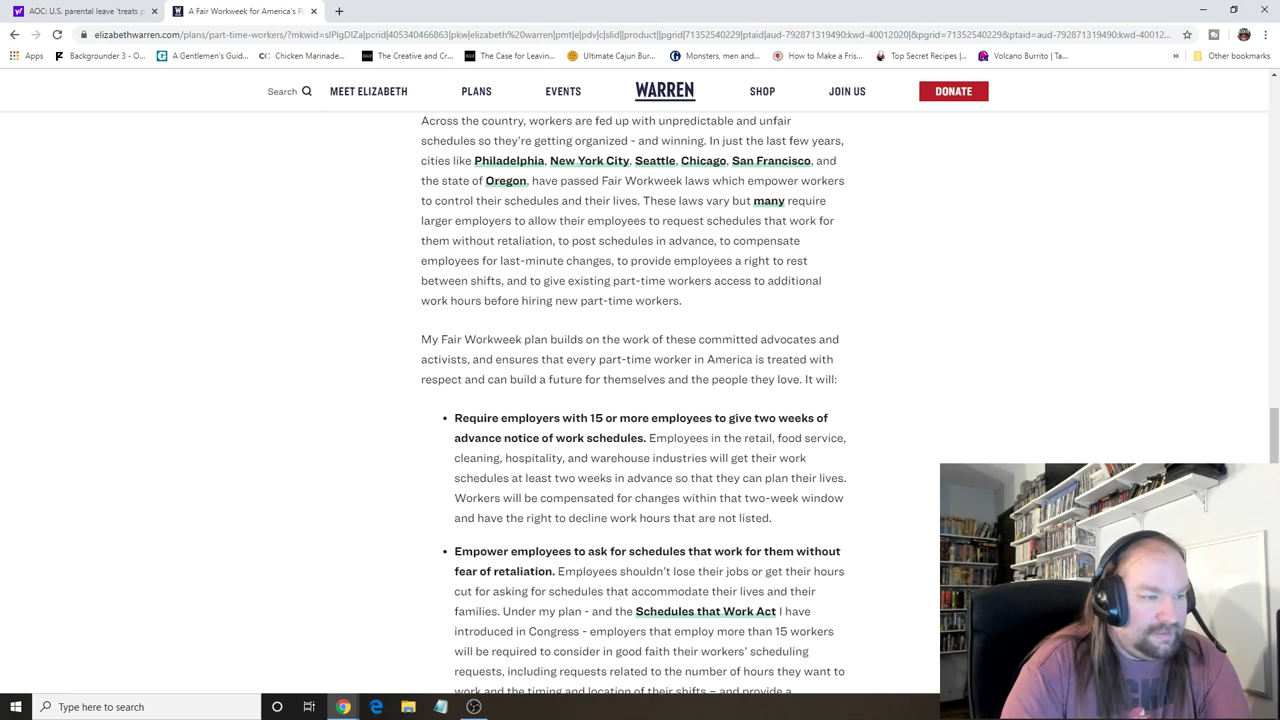 AOC: U.S. parental leave 'treats p
A Fair Workweek for America's Pa
elizabethwarren.com/plans/part-time-workers/?mkwid=sIPlgDIZa|pcrid|405340466863|pkw|elizabeth%20warren|pmt|e|pdv|c|slid||product||pgrid|71352540229|ptaid|aud-792871319490:kwd-40012020|&pgrid=71352540229&ptaid=aud-792871319490:kwd-40012...
Apps
Backgrounder 3 - O...
A Gentlemen's Guid...
Chicken Marinade...
The Creative and Cr...
The Case for Leavin...
Ultimate Cajun Bur...
Monsters, men and...
How to Make a Fris...
Top Secret Recipes |...
Volcano Burrito | Ta...
»
Other bookmarks
Search
MEET ELIZABETH
PLANS
EVENTS
WARREN
SHOP
JOIN US
DONATE
Across the country, workers are fed up with unpredictable and unfair
schedules so they're getting organized - and winning. In just the last few years,
cities like Philadelphia, New York City, Seattle, Chicago, San Francisco, and
the state of Oregon, have passed Fair Workweek laws which empower workers
to control their schedules and their lives. These laws vary but many require
larger employers to allow their employees to request schedules that work for
them without retaliation, to post schedules in advance, to compensate
employees for last-minute changes, to provide employees a right to rest
between shifts, and to give existing part-time workers access to additional
work hours before hiring new part-time workers.
My Fair Workweek plan builds on the work of these committed advocates and
activists, and ensures that every part-time worker in America is treated with
respect and can build a future for themselves and the people they love. It will:
• Require employers with 15 or more employees to give two weeks of
advance notice of work schedules. Employees in the retail, food service,
cleaning, hospitality, and warehouse industries will get their work
schedules at least two weeks in advance so that they can plan their lives.
Workers will be compensated for changes within that two-week window
and have the right to decline work hours that are not listed.
• Empower employees to ask for schedules that work for them without
fear of retaliation. Employees shouldn't lose their jobs or get their hours
cut for asking for schedules that accommodate their lives and their
families. Under my plan - and the Schedules that Work Act I have
introduced in Congress - employers that employ more than 15 workers
will be required to consider in good faith their workers' scheduling
requests, including requests related to the number of hours they want to
work and the timing and location of their shifts – and provide a
Type here to search